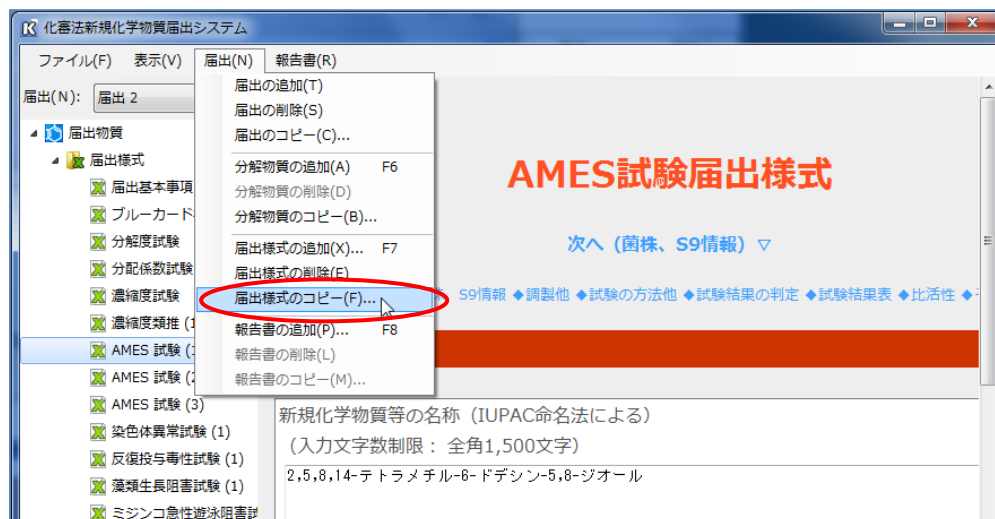 化審法新規化学物質届出システム
ファイル(F) 表示(V) 届出(N) 報告書(R)
届出(N): 届出 2
届出の追加(T)
届出の削除(S)
届出のコピー(C)...
分解物質の追加(A) F6
分解物質の削除(D)
分解物質のコピー(B)...
届出様式の追加(X)... F7
届出様式の削除(E)
届出様式のコピー(F)...
報告書の追加(P)... F8
報告書の削除(L)
報告書のコピー(M)...
届出物質
届出様式
届出基本事項
ブルーカード
分解度試験
分配係数試験
濃縮度試験
濃縮度類推 (1
AMES 試験 (
AMES 試験 (2
AMES 試験 (3)
染色体異常試験 (1)
反復投与毒性試験 (1)
藻類生長阻害試験 (1)
ミジンコ急性遊泳阻害試
AMES試験届出様式
次へ（菌株、S9情報）▽
S9情報 ◆調製他 ◆試験の方法他 ◆試験結果の判定 ◆試験結果表 ◆比活性 ◆
新規化学物質等の名称（IUPAC命名法による）
（入力文字数制限： 全角1,500文字）
2,5,8,14-テトラメチル-6-ドデシン-5,8-ジオール